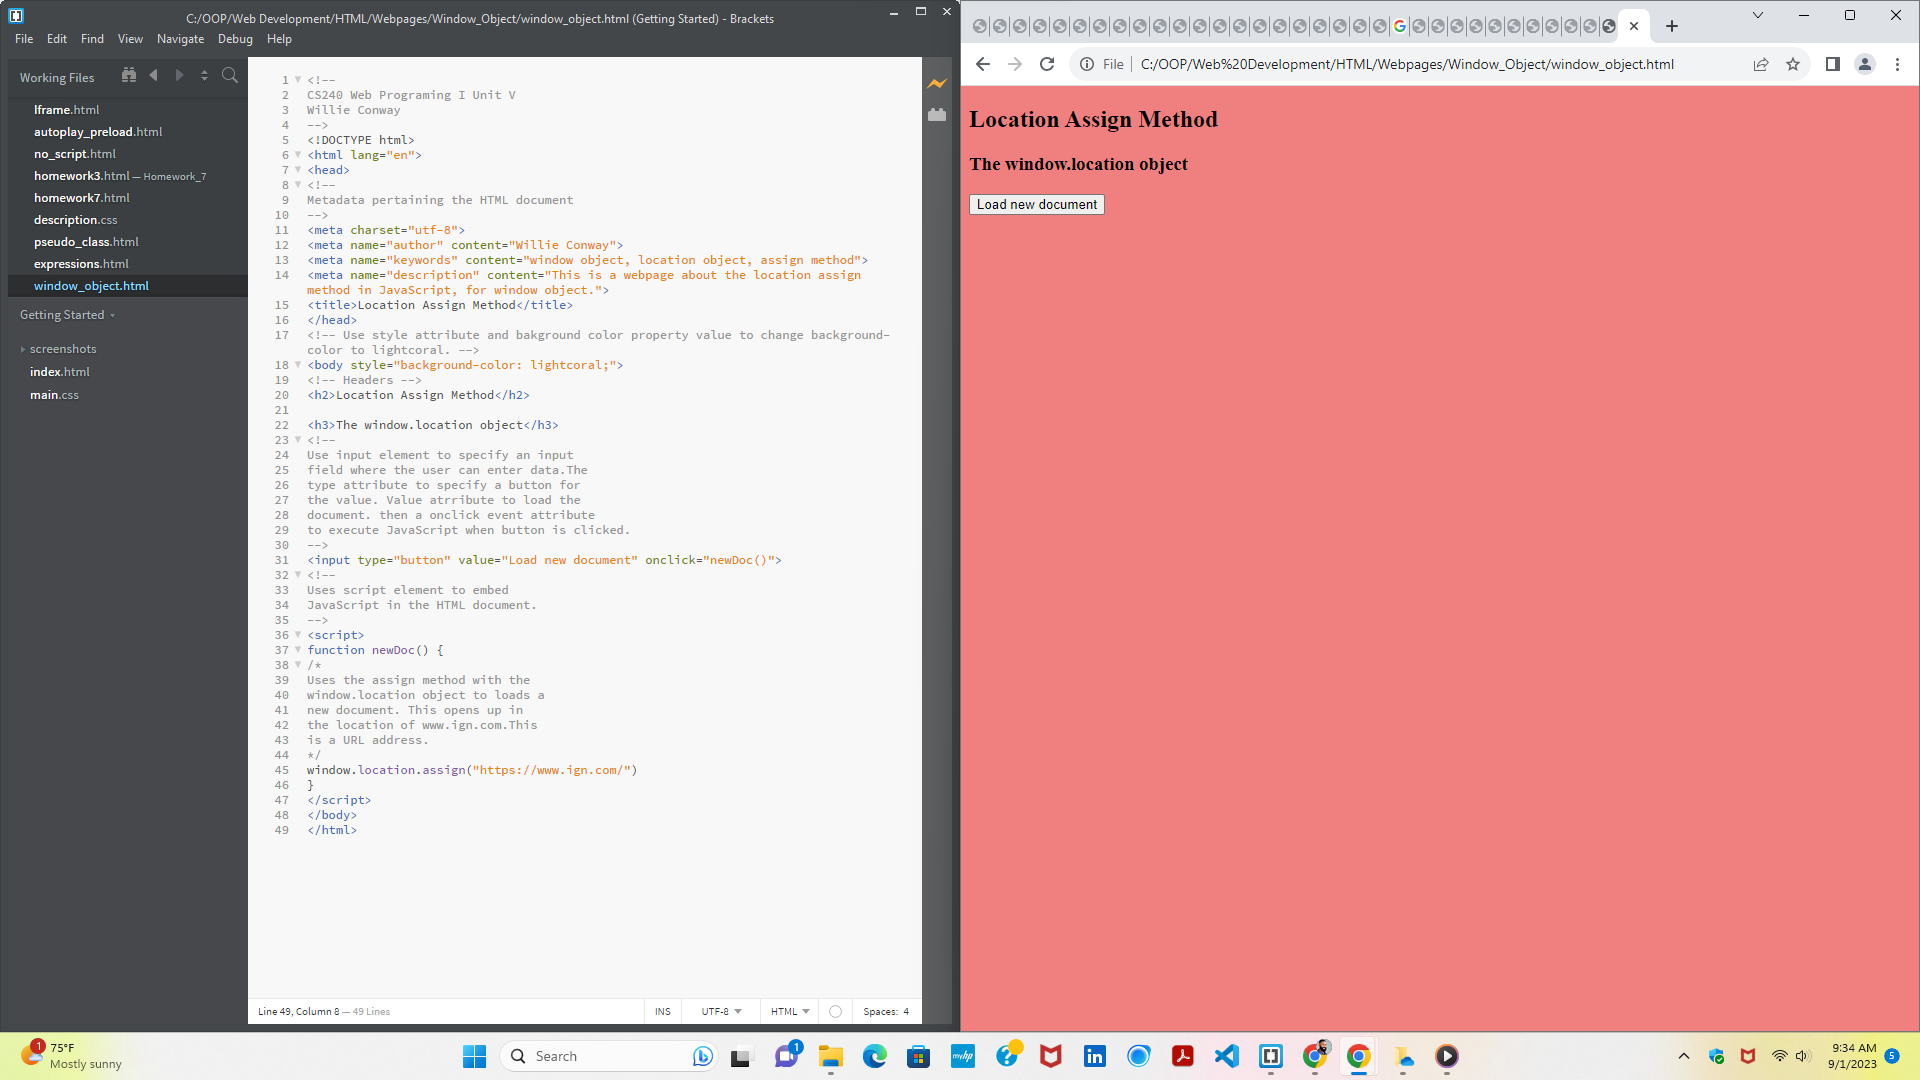 C:/OOP/Web Development/HTML/Webpages/Window_Object/window_object.html (Getting Started) - Brackets
File Edit Find View Navigate Debug Help
Working Files
Iframe.html
autoplay_preload.html
no_script.html
homework3.html — Homework_7
homework7.html
description.css
pseudo_class.html
expressions.html
window_object.html
Getting Started
screenshots
index.html
main.css
1 <!--
2 CS240 Web Programing I Unit V
3 Willie Conway
4 -->
5 <!DOCTYPE html>
6 <html lang="en">
7 <head>
8 <!--
9 Metadata pertaining the HTML document
10 -->
11 <meta charset="utf-8">
12 <meta name="author" content="Willie Conway">
13 <meta name="keywords" content="window object, location object, assign method">
14 <meta name="description" content="This is a webpage about the location assign
method in JavaScript, for window object.">
15 <title>Location Assign Method</title>
16 </head>
17 <!-- Use style attribute and bakground color property value to change background-
color to lightcoral. -->
18 <body style="background-color: lightcoral;">
19 <!-- Headers -->
20 <h2>Location Assign Method</h2>
21
22 <h3>The window.location object</h3>
23 <!--
24 Use input element to specify an input
25 field where the user can enter data.The
26 type attribute to specify a button for
27 the value. Value atrribute to load the
28 document. then a onclick event attribute
29 to execute JavaScript when button is clicked.
30 -->
31 <input type="button" value="Load new document" onclick="newDoc()">
32 <!--
33 Uses script element to embed
34 JavaScript in the HTML document.
35 -->
36 <script>
37 function newDoc() {
38 /*
39 Uses the assign method with the
40 window.location object to loads a
41 new document. This opens up in
42 the location of www.ign.com.This
43 is a URL address.
44 */
45 window.location.assign("https://www.ign.com/")
46 }
47 </script>
48 </body>
49 </html>
Line 49, Column 8 — 49 Lines
INS UTF-8 HTML Spaces: 4
File C:/OOP/Web%20Development/HTML/Webpages/Window_Object/window_object.html
Location Assign Method
The window.location object
Load new document
1
75°F
Mostly sunny
Search
1
myhp
in
9:34 AM
9/1/2023
5